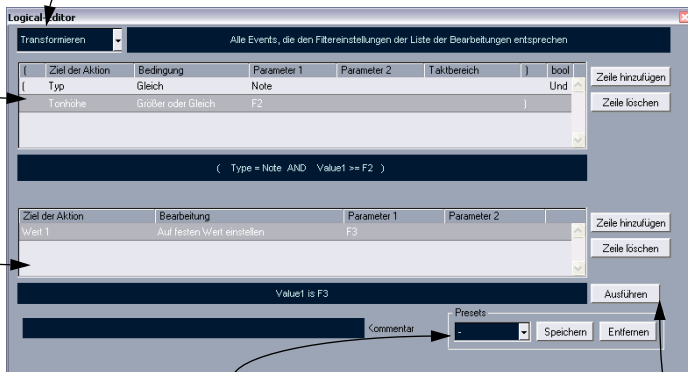 Logical-Editor
Transformieren
Alle Events, die den Filtereinstellungen der Liste der Bearbeitungen entsprechen
( Ziel der Aktion Bedingung Parameter 1 Parameter 2 Taktbereich ) bool
( Typ Gleich Note Und
Tonhöhe Größer oder Gleich F2 )
Zeile hinzufügen
Zeile löschen
( Type = Note AND Value1 >= F2 )
Ziel der Aktion Bearbeitung Parameter 1 Parameter 2
Wert 1 Auf festen Wert einstellen F3
Zeile hinzufügen
Zeile löschen
Value1 is F3
Ausführen
Kommentar
Presets
- Speichern Entfernen